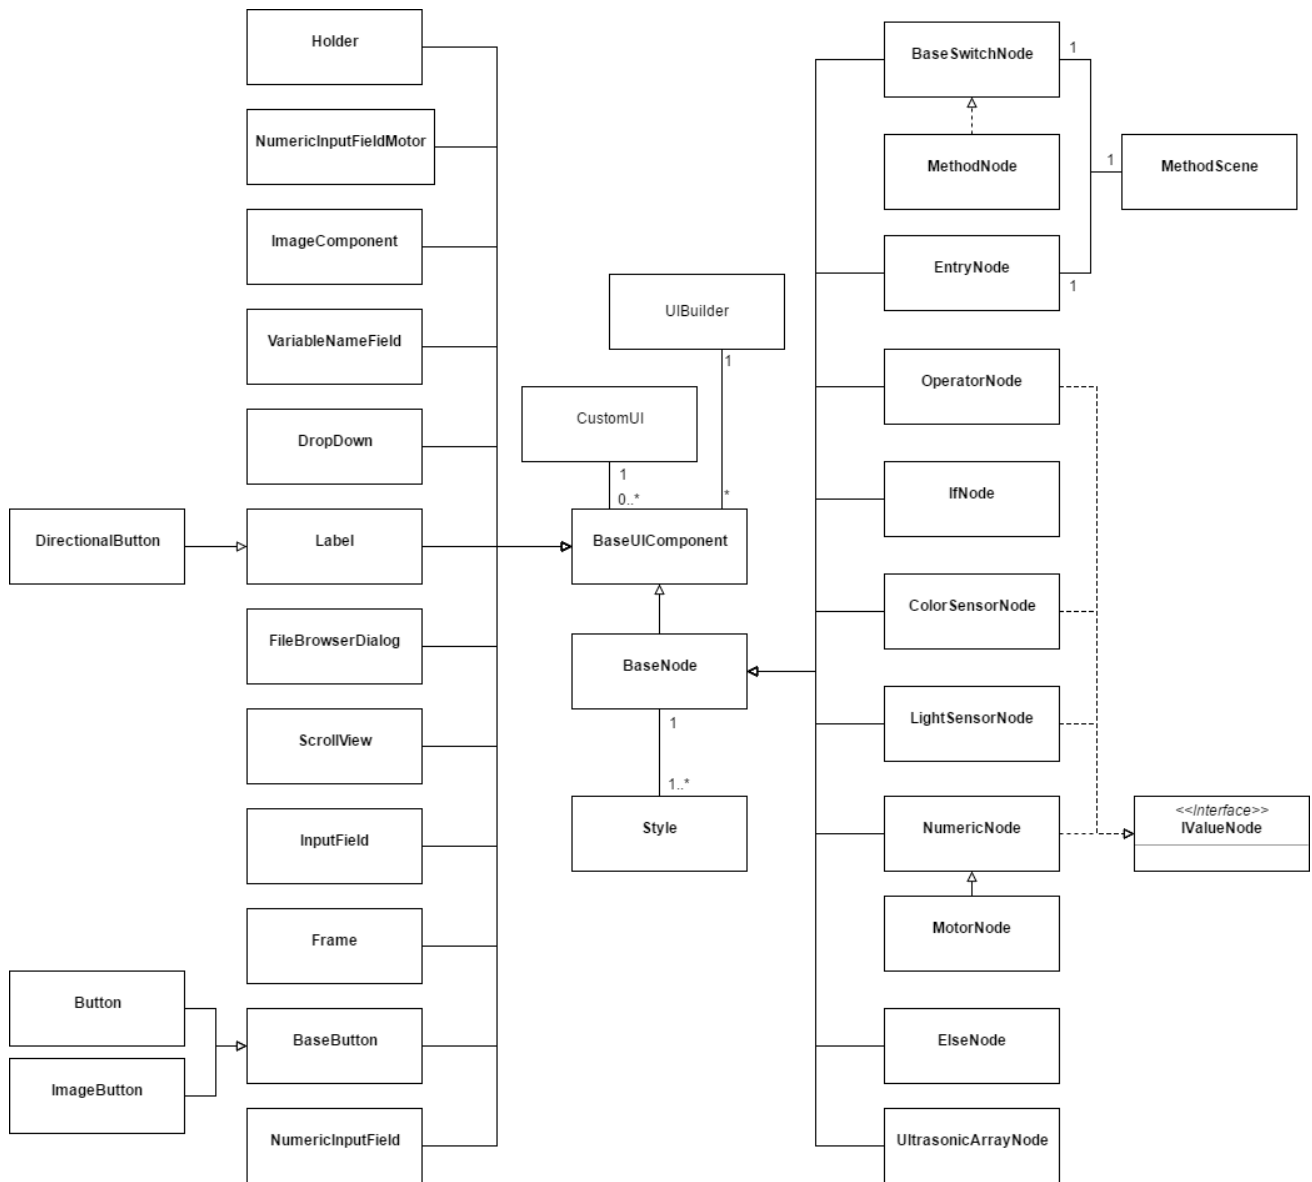 Holder
NumericInputFieldMotor
ImageComponent
VariableNameField
DropDown
DirectionalButton
Label
FileBrowserDialog
ScrollView
InputField
Frame
Button
BaseButton
ImageButton
NumericInputField
UIBuilder
1
CustomUI
1
0..*
*
BaseUIComponent
BaseNode
1
1..*
Style
BaseSwitchNode
1
MethodNode
1
MethodScene
EntryNode
1
OperatorNode
IfNode
ColorSensorNode
LightSensorNode
NumericNode
<<Interface>>
IValueNode
MotorNode
ElseNode
UltrasonicArrayNode